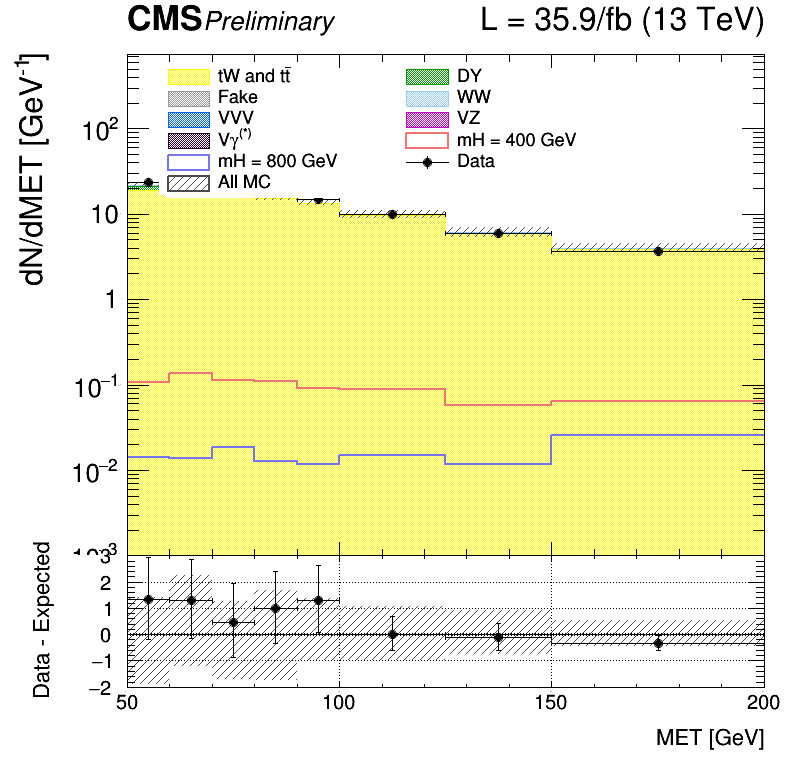 CMS Preliminary L = 35.9/fb (13 TeV)
dN/dMET [GeV⁻¹]
tW and tt̄ DY
Fake WW
VVV VZ
Vγ⁽*⁾ mH = 400 GeV
mH = 800 GeV Data
All MC
10²
10
1
10⁻¹
10⁻²
Data - Expected
3
2
1
0
−1
−2
50 100 150 200
MET [GeV]